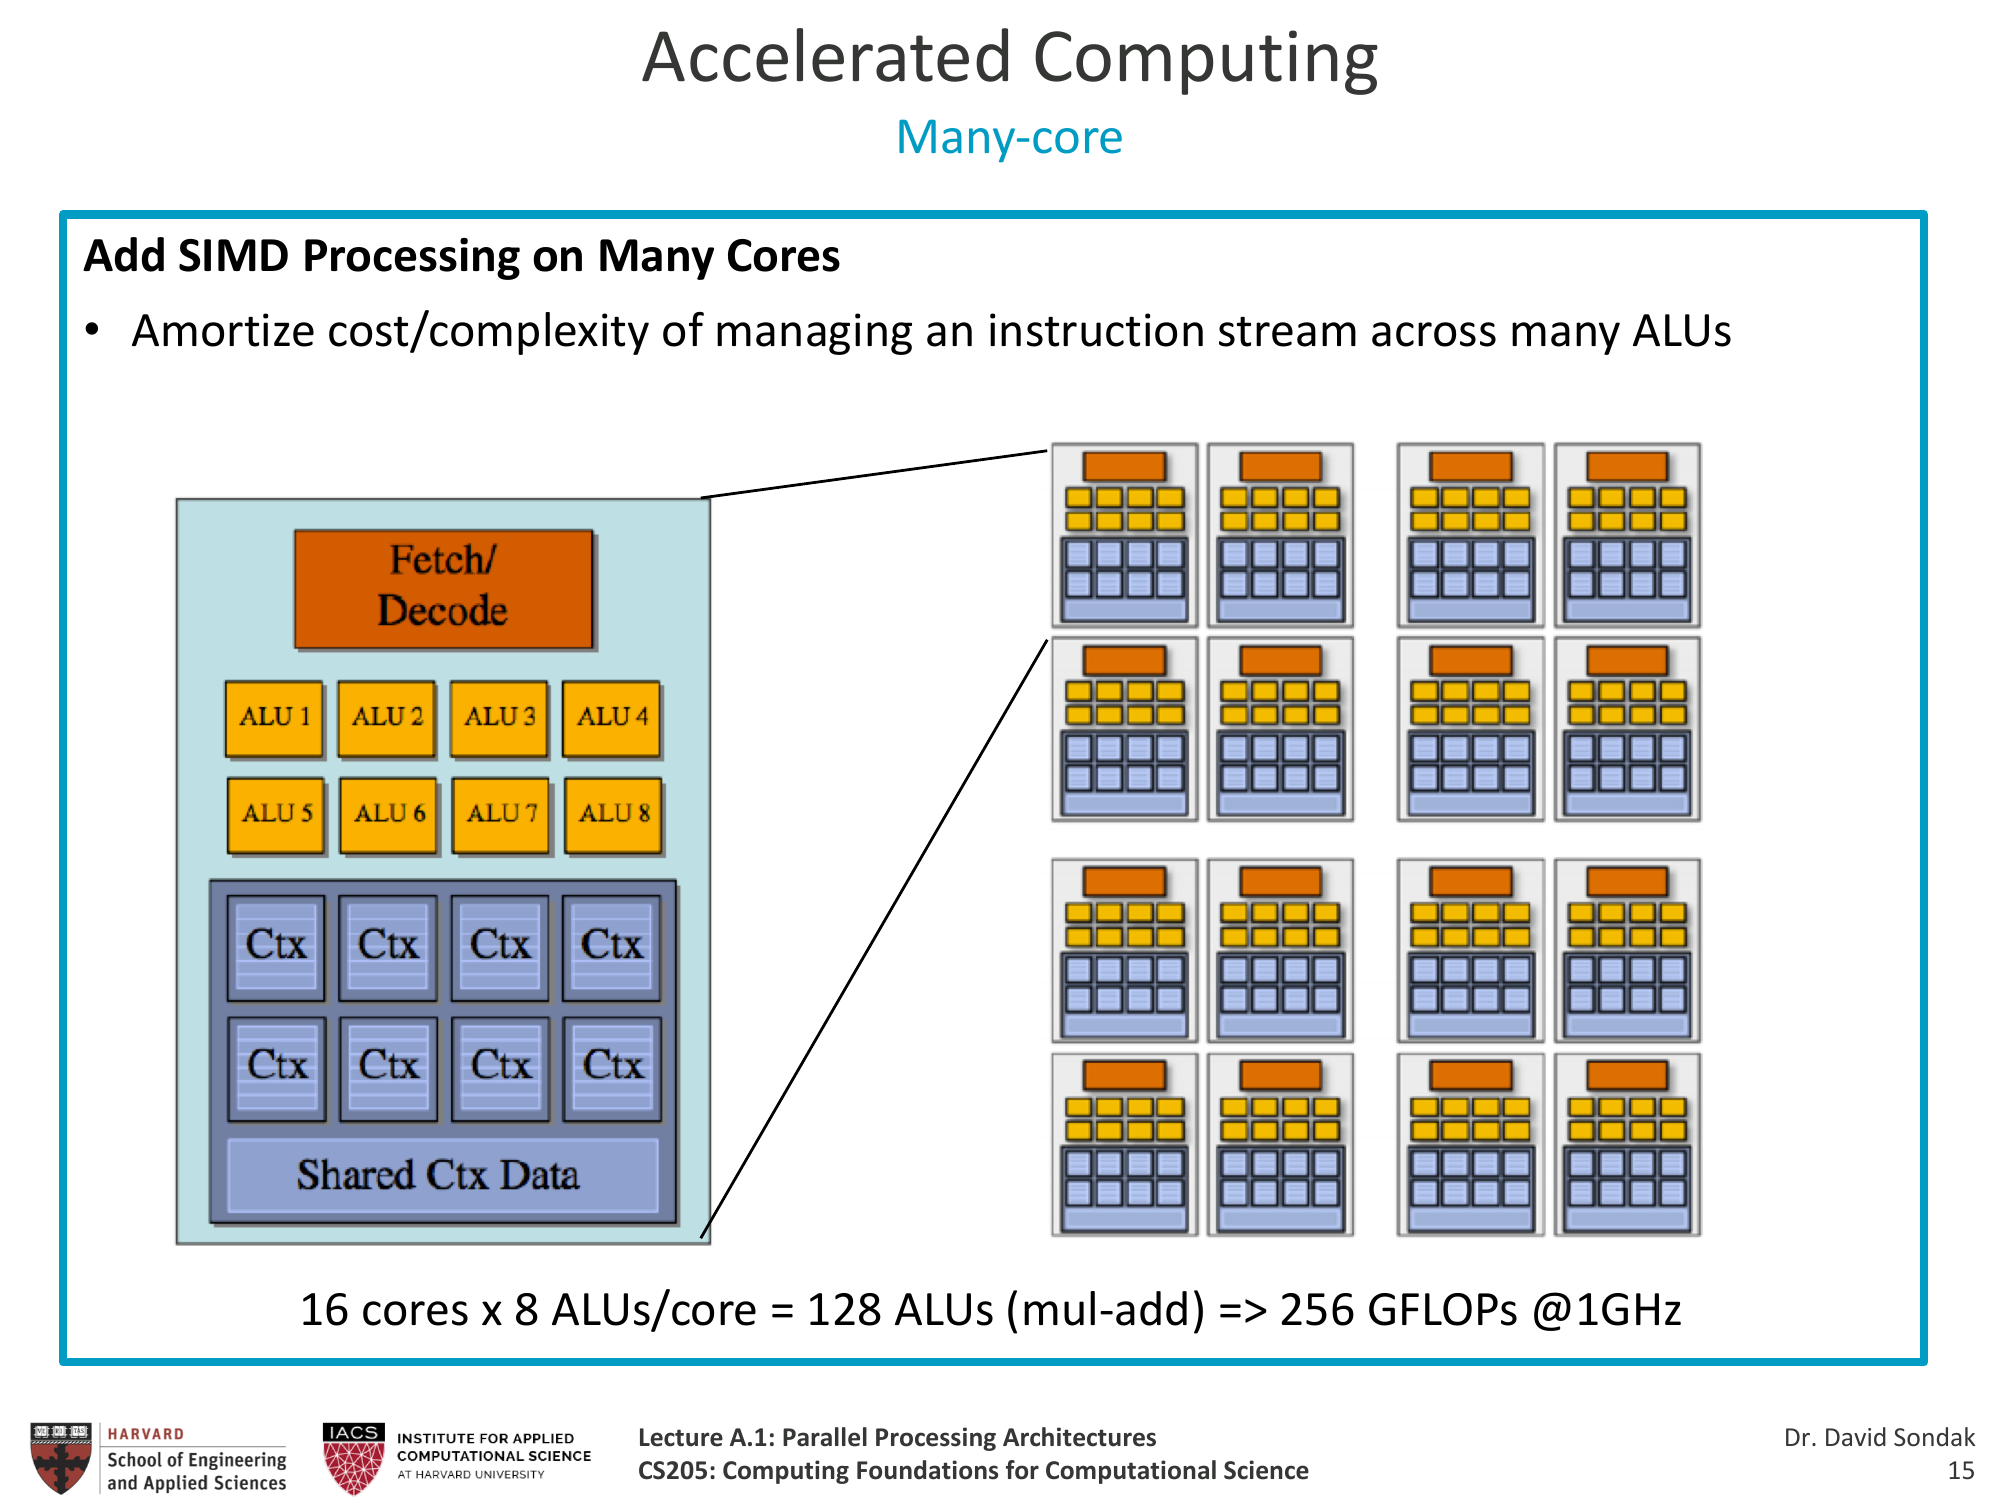 Accelerated Computing
Many-core
Add SIMD Processing on Many Cores
• Amortize cost/complexity of managing an instruction stream across many ALUs
Fetch/
Decode
ALU 1 ALU 2 ALU 3 ALU 4
ALU 5 ALU 6 ALU 7 ALU 8
Ctx Ctx Ctx Ctx
Ctx Ctx Ctx Ctx
Shared Ctx Data
16 cores x 8 ALUs/core = 128 ALUs (mul-add) => 256 GFLOPs @1GHz
HARVARD
School of Engineering
and Applied Sciences
IACS
INSTITUTE FOR APPLIED
COMPUTATIONAL SCIENCE
AT HARVARD UNIVERSITY
Lecture A.1: Parallel Processing Architectures
CS205: Computing Foundations for Computational Science
Dr. David Sondak
15